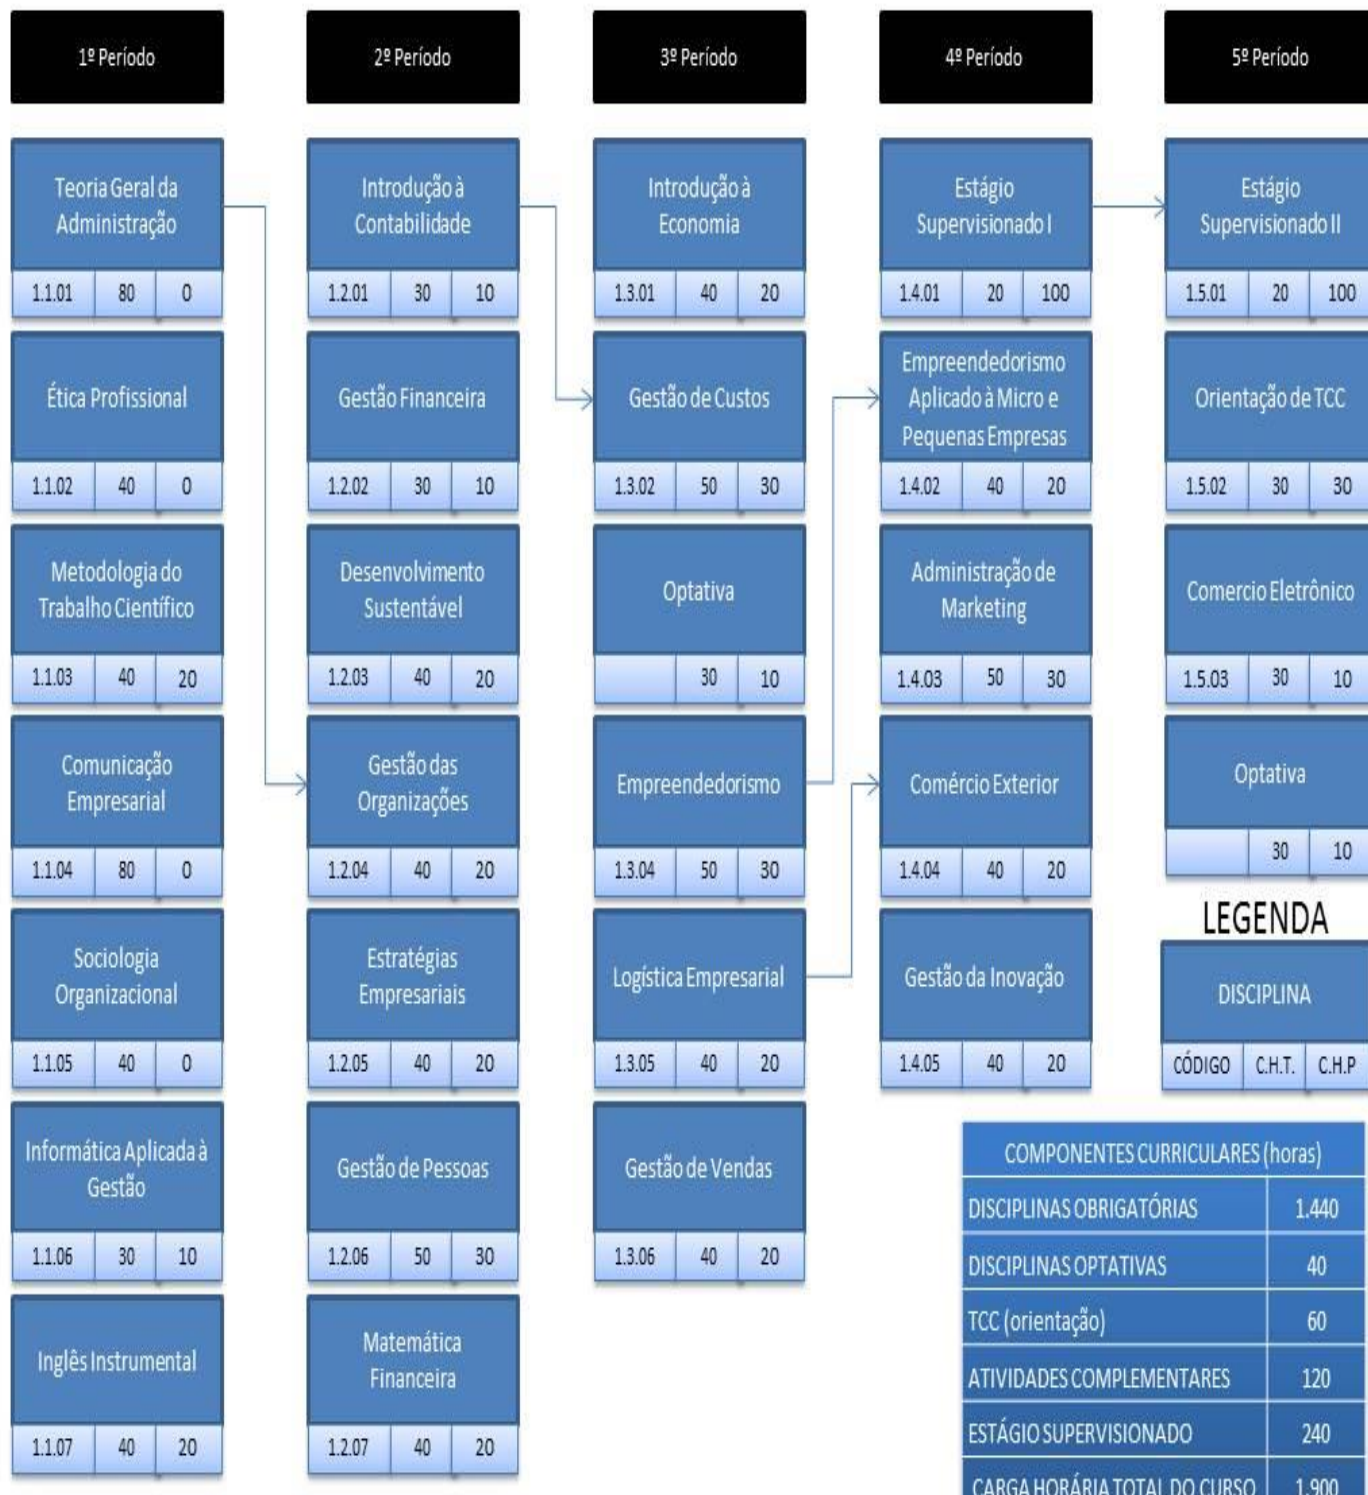 1º Período
Teoria Geral da
Administração
1.1.01 80 0
Ética Profissional
1.1.02 40 0
Metodologia do
Trabalho Científico
1.1.03 40 20
Comunicação
Empresarial
1.1.04 80 0
Sociologia
Organizacional
1.1.05 40 0
Informática Aplicada à
Gestão
1.1.06 30 10
Inglês Instrumental
1.1.07 40 20
2º Período
Introdução à
Contabilidade
1.2.01 30 10
Gestão Financeira
1.2.02 30 10
Desenvolvimento
Sustentável
1.2.03 40 20
Gestão das
Organizações
1.2.04 40 20
Estratégias
Empresariais
1.2.05 40 20
Gestão de Pessoas
1.2.06 50 30
Matemática
Financeira
1.2.07 40 20
3º Período
Introdução à
Economia
1.3.01 40 20
Gestão de Custos
1.3.02 50 30
Optativa
30 10
Empreendedorismo
1.3.04 50 30
Logística Empresarial
1.3.05 40 20
Gestão de Vendas
1.3.06 40 20
4º Período
Estágio
Supervisionado I
1.4.01 20 100
Empreendedorismo
Aplicado à Micro e
Pequenas Empresas
1.4.02 40 20
Administração de
Marketing
1.4.03 50 30
Comércio Exterior
1.4.04 40 20
Gestão da Inovação
1.4.05 40 20
5º Período
Estágio
Supervisionado II
1.5.01 20 100
Orientação de TCC
1.5.02 30 30
Comercio Eletrônico
1.5.03 30 10
Optativa
30 10
LEGENDA
DISCIPLINA
CÓDIGO C.H.T. C.H.P
COMPONENTES CURRICULARES (horas)
DISCIPLINAS OBRIGATÓRIAS 1.440
DISCIPLINAS OPTATIVAS 40
TCC (orientação) 60
ATIVIDADES COMPLEMENTARES 120
ESTÁGIO SUPERVISIONADO 240
CARGA HORÁRIA TOTAL DO CURSO 1.900